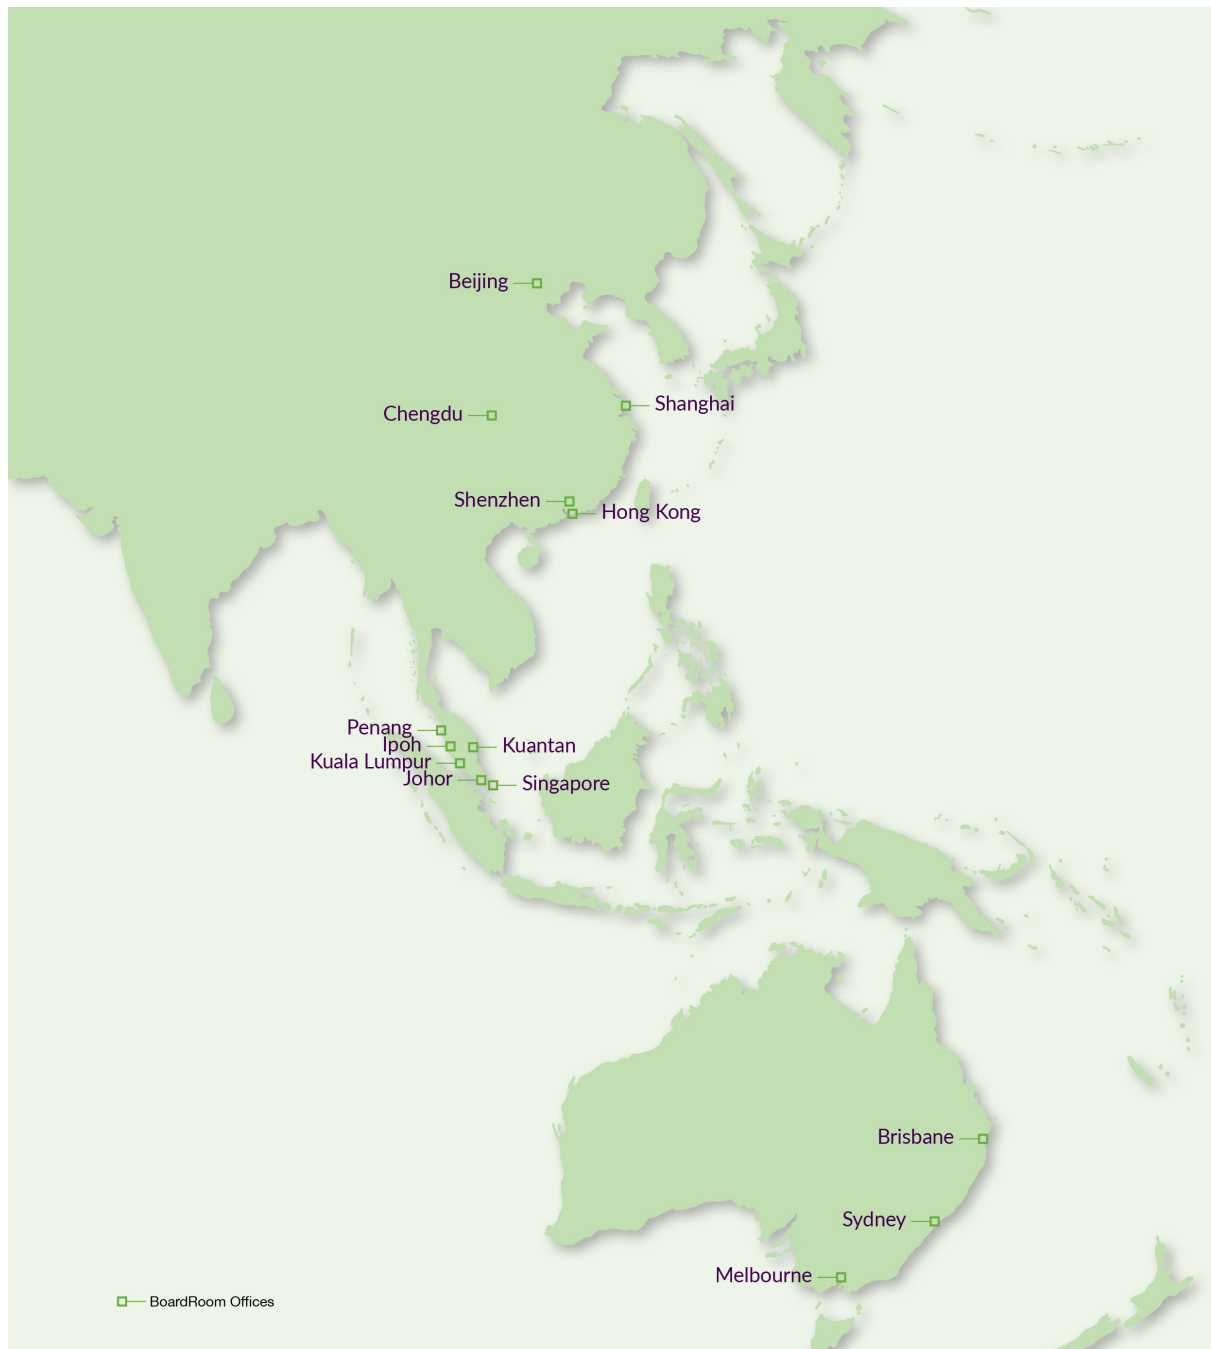 Beijing
Shanghai
Chengdu
Shenzhen
Hong Kong
Penang
Ipoh
Kuantan
Kuala Lumpur
Johor
Singapore
Brisbane
Sydney
Melbourne
BoardRoom Offices